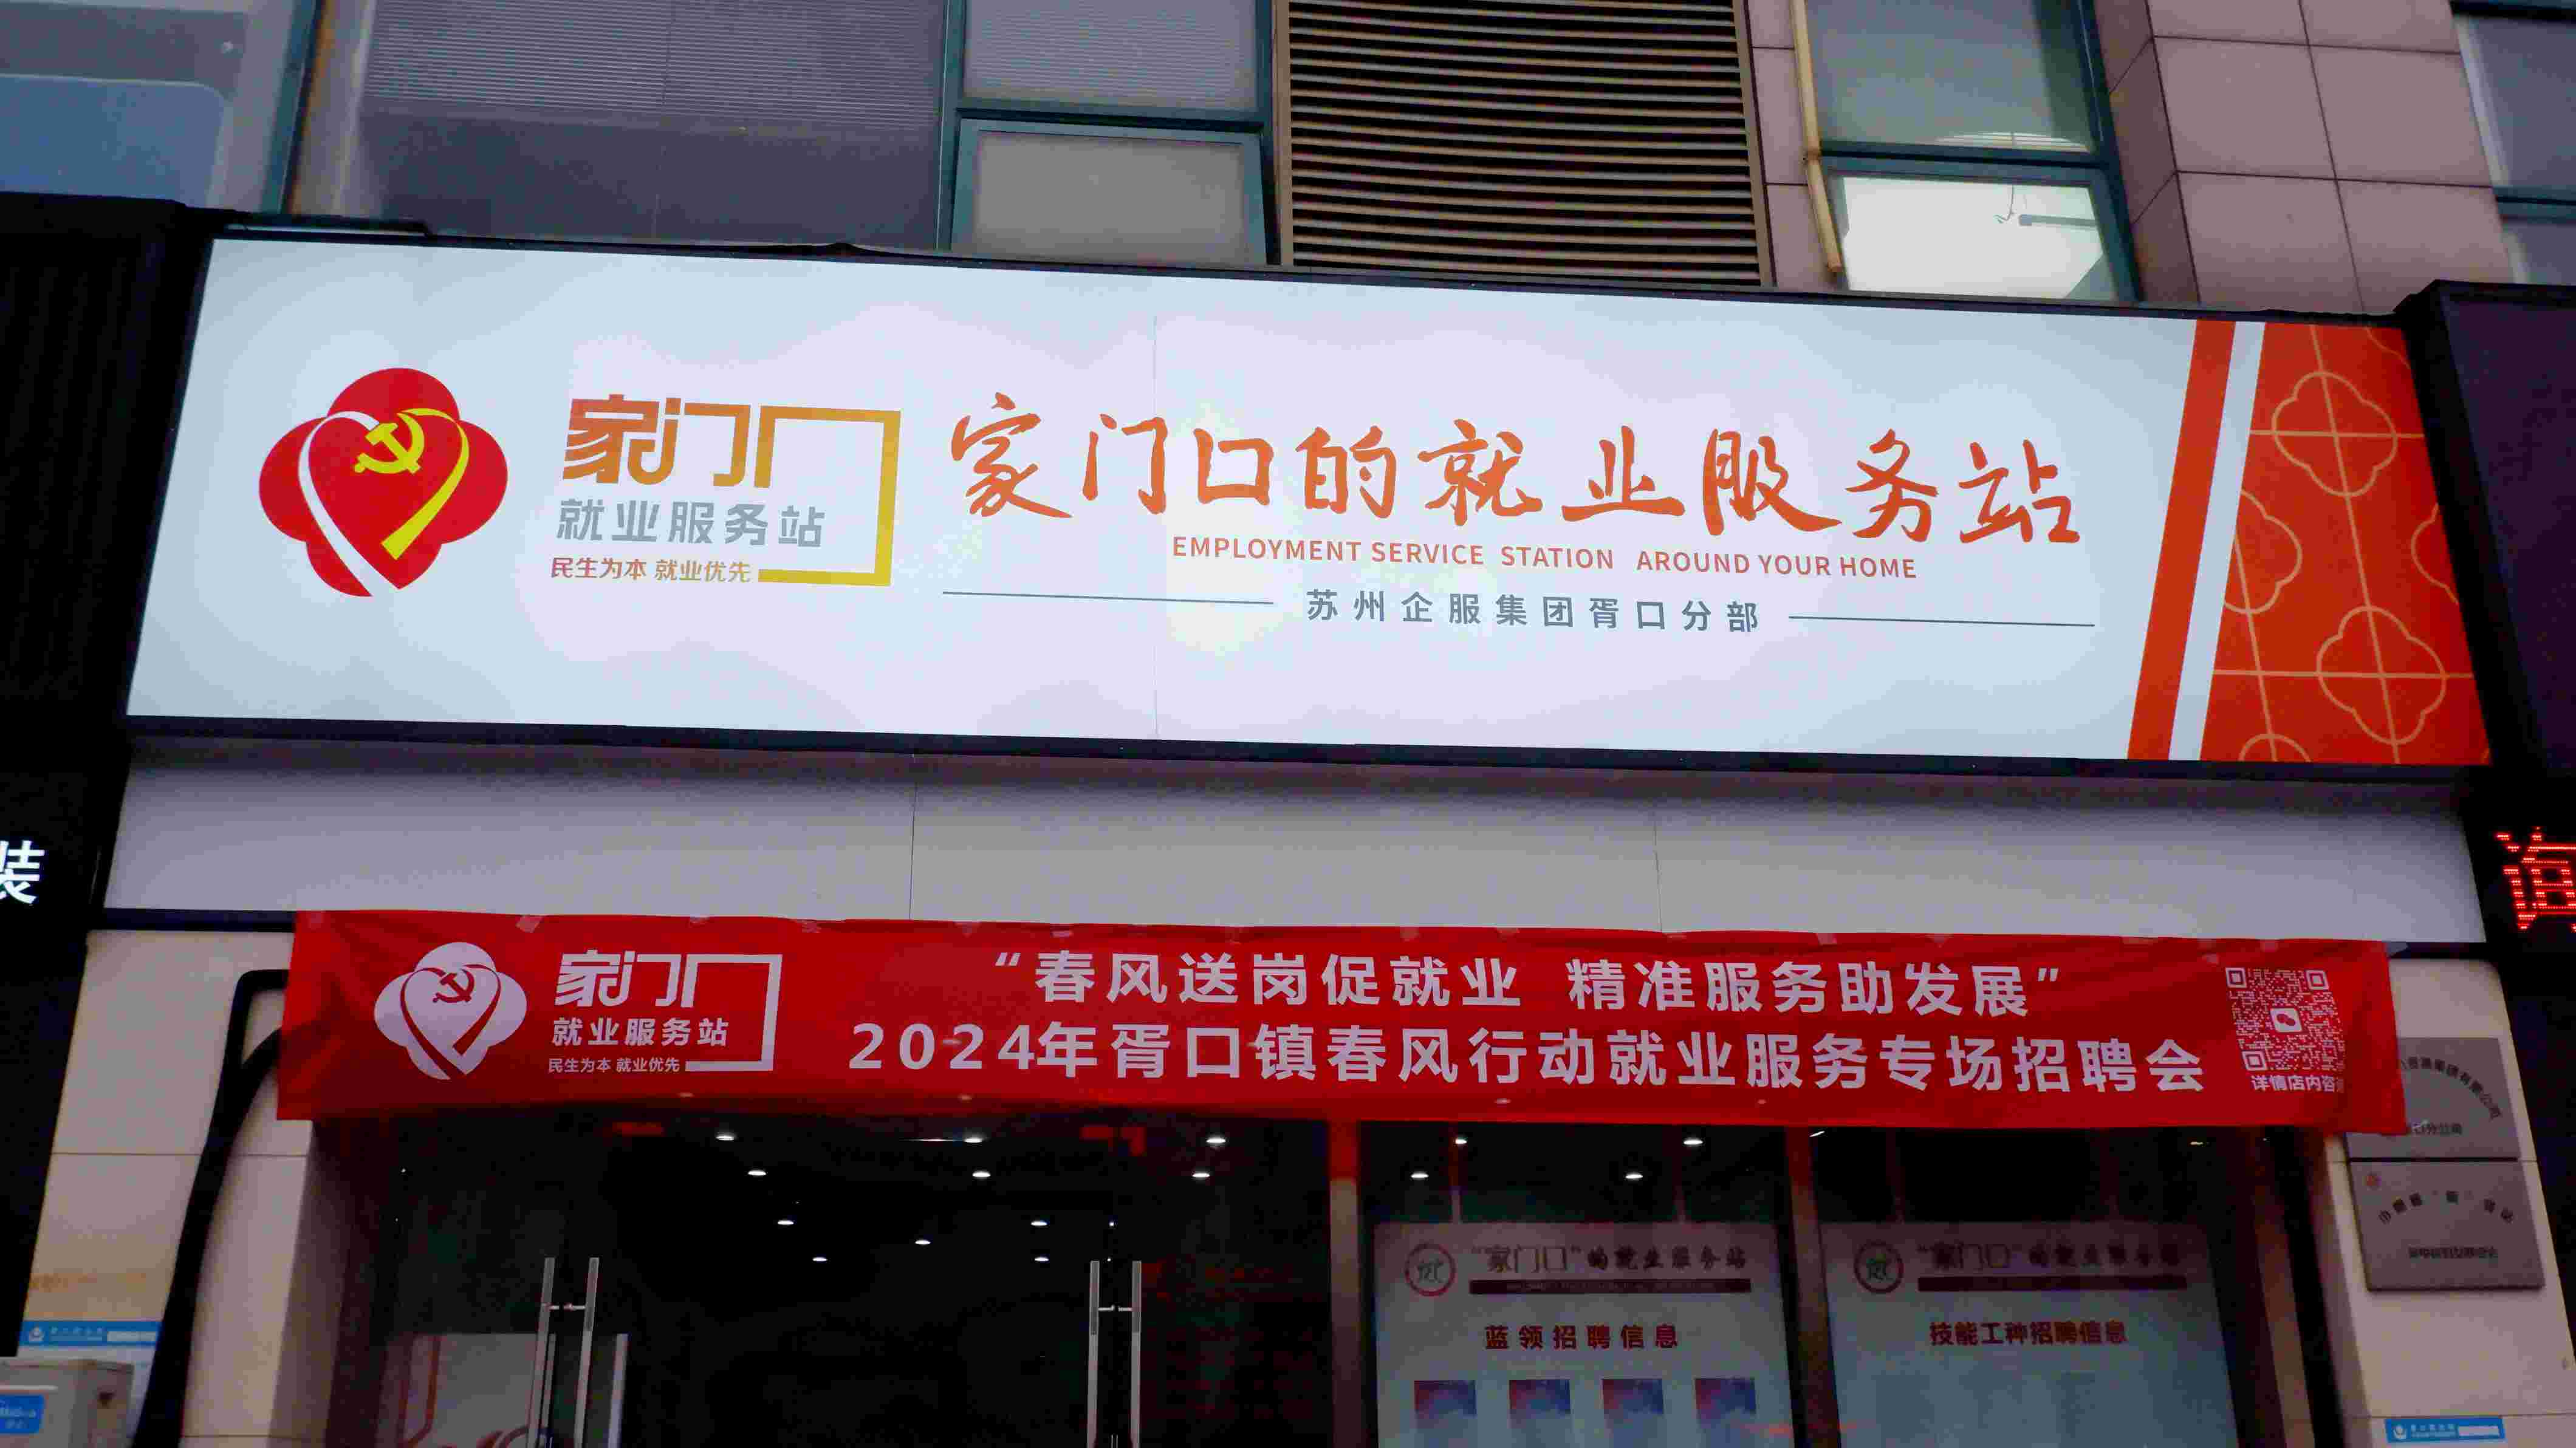 家门口
就业服务站
民生为本 就业优先
家门口的就业服务站
EMPLOYMENT SERVICE STATION AROUND YOUR HOME
苏州企服集团胥口分部
装
询
家门口
就业服务站
民生为本 就业优先
“春风送岗促就业 精准服务助发展”
2024年胥口镇春风行动就业服务专场招聘会
详情店内咨
“家门口”的就业服务站
蓝领招聘信息
“家门口”的就业服务站
技能工种招聘信息